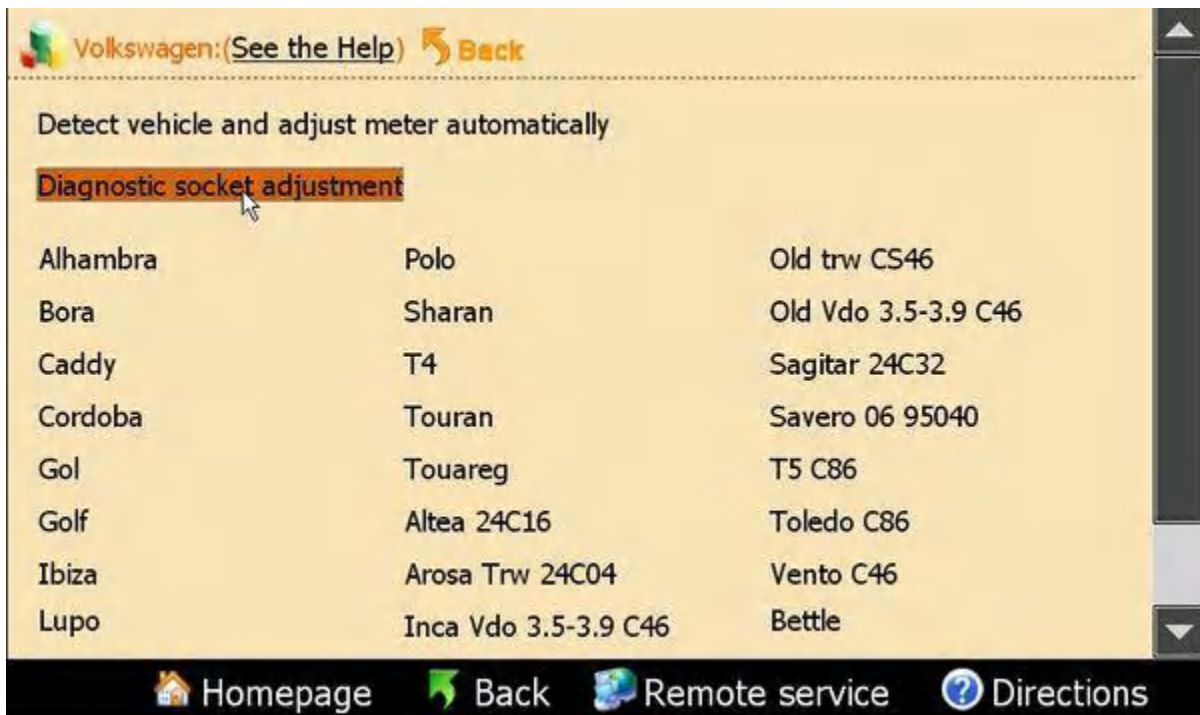 Volkswagen:(See the Help) Back
Detect vehicle and adjust meter automatically
Diagnostic socket adjustment
Alhambra Polo Old trw CS46
Bora Sharan Old Vdo 3.5-3.9 C46
Caddy T4 Sagitar 24C32
Cordoba Touran Savero 06 95040
Gol Touareg T5 C86
Golf Altea 24C16 Toledo C86
Ibiza Arosa Trw 24C04 Vento C46
Lupo Inca Vdo 3.5-3.9 C46 Bettle
Homepage Back Remote service Directions